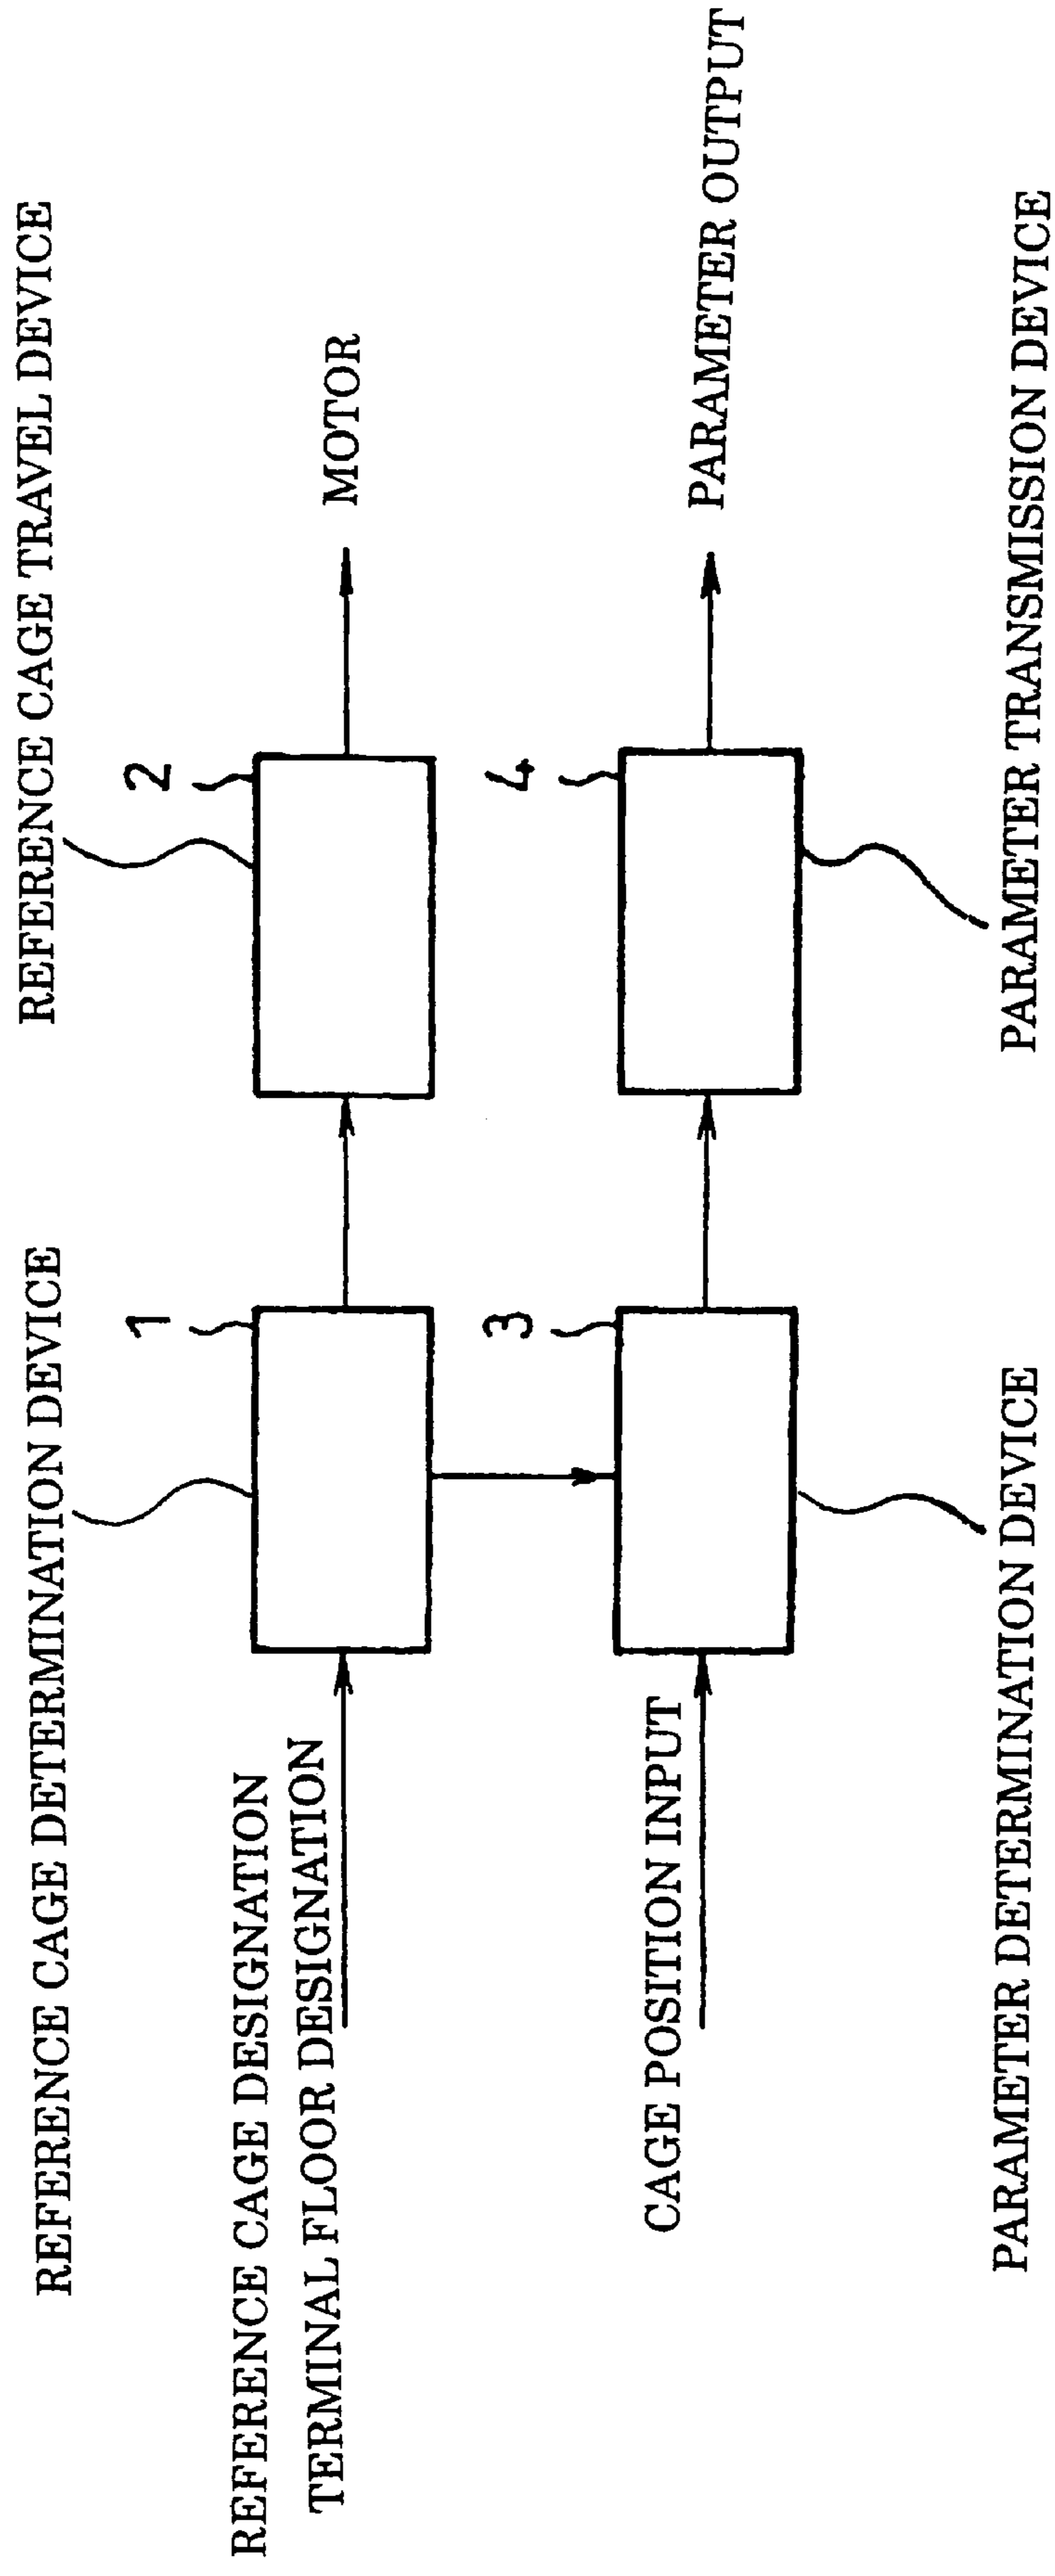 REFERENCE CAGE DETERMINATION DEVICE
REFERENCE CAGE TRAVEL DEVICE
1
2
REFERENCE CAGE DESIGNATION
TERMINAL FLOOR DESIGNATION
MOTOR
3
4
CAGE POSITION INPUT
PARAMETER OUTPUT
PARAMETER DETERMINATION DEVICE
PARAMETER TRANSMISSION DEVICE